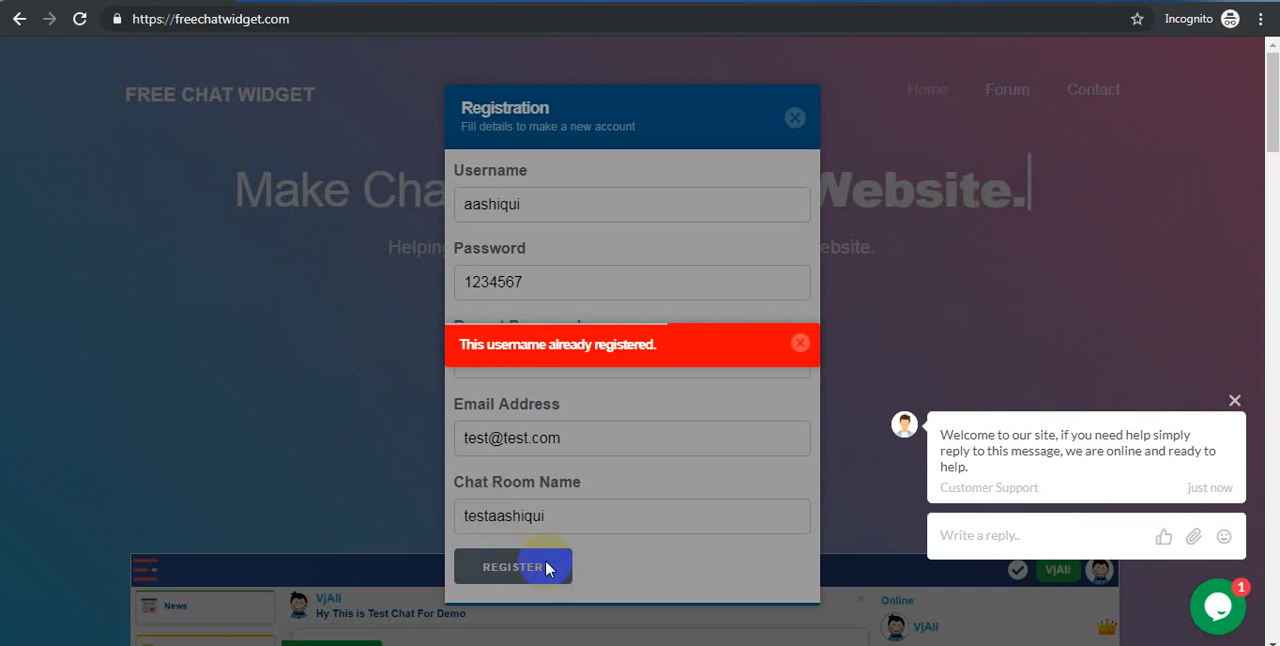 https://freechatwidget.com
Incognito
FREE CHAT WIDGET
Home
Forum
Contact
Registration
Fill details to make a new account
Make Cha
Website.
Helping
ebsite.
Username
aashiqui
Password
1234567
This username already registered.
Email Address
test@test.com
Chat Room Name
testaashiqui
REGISTER
Welcome to our site, if you need help simply
reply to this message, we are online and ready to
help.
Customer Support
just now
Write a reply..
1
News
VjAli
Hy This is Test Chat For Demo
VjAli
Online
VjAli